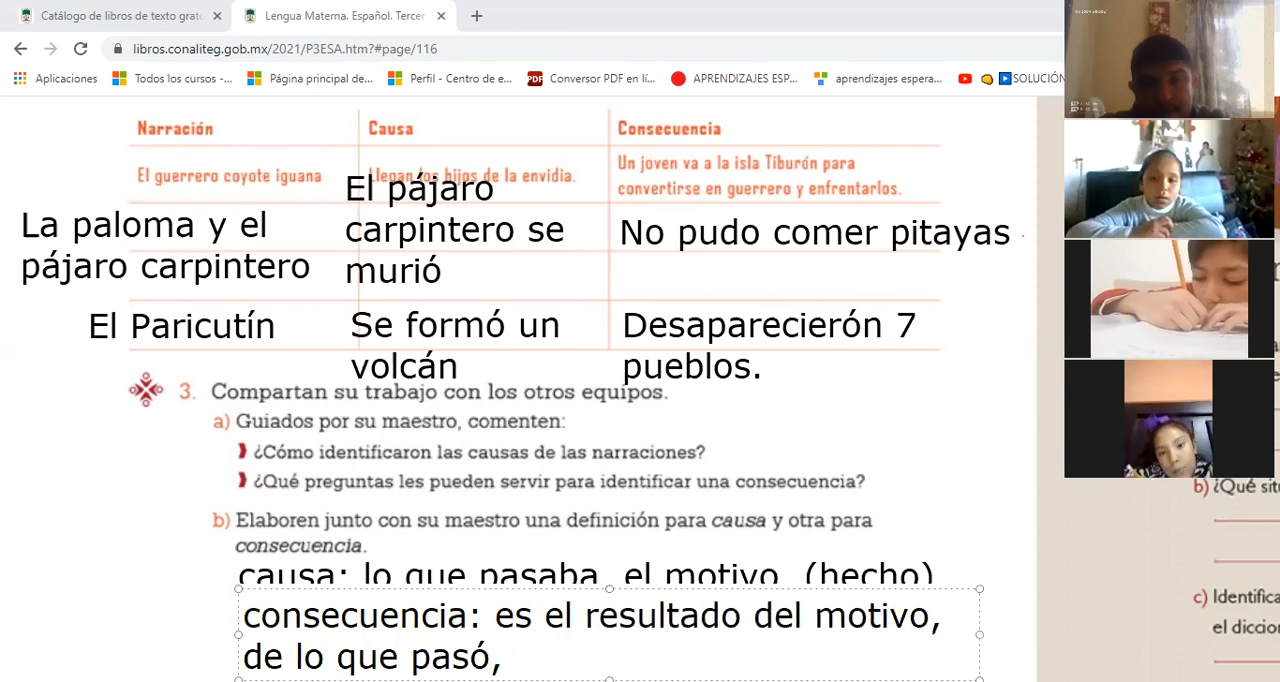 Catálogo de libros de texto grat
Lengua Materna. Español. Tercer
libros.conaliteg.gob.mx/2021/P3ESA.htm?#page/116
Aplicaciones
Todos los cursos -...
Página principal de...
Perfil - Centro de e...
PDF Conversor PDF en lí...
APRENDIZAJES ESP...
aprendizajes espera...
SOLUCIÓN
Narración Causa Consecuencia
El guerrero coyote iguana Llegan los hijos de la envidia. Un joven va a la isla Tiburón para
convertirse en guerrero y enfrentarlos.
La paloma y el
pájaro carpintero
El pájaro
carpintero se
murió
No pudo comer pitayas
El Paricutín
Se formó un
volcán
Desaparecierón 7
pueblos.
3. Compartan su trabajo con los otros equipos.
a) Guiados por su maestro, comenten:
¿Cómo identificaron las causas de las narraciones?
¿Qué preguntas les pueden servir para identificar una consecuencia?
b) Elaboren junto con su maestro una definición para causa y otra para
consecuencia.
causa: lo que pasaba, el motivo, (hecho)
consecuencia: es el resultado del motivo,
de lo que pasó,
b) ¿Qué situ
c) Identifica
el diccion